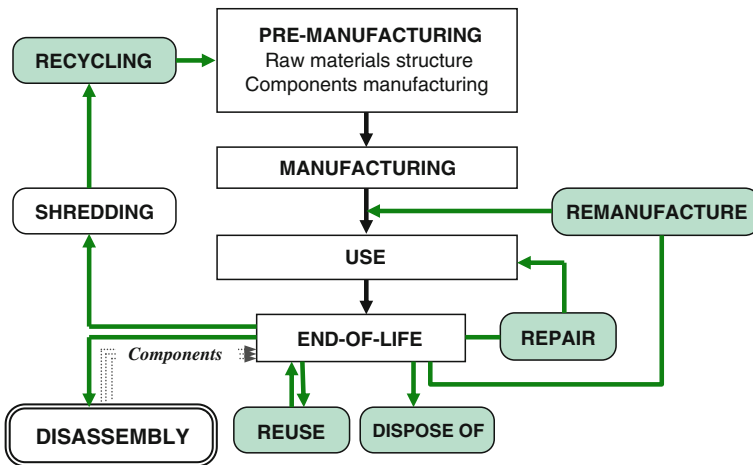 PRE-MANUFACTURING
Raw materials structure
Components manufacturing
RECYCLING
MANUFACTURING
SHREDDING
REMANUFACTURE
USE
END-OF-LIFE
REPAIR
Components
DISASSEMBLY
REUSE
DISPOSE OF